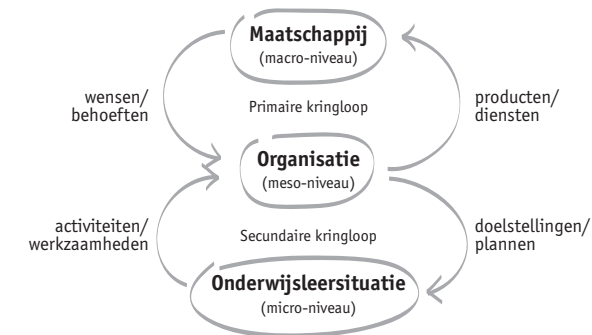 Maatschappij
(macro-niveau)
wensen/
behoeften
Primaire kringloop
producten/
diensten
Organisatie
(meso-niveau)
activiteiten/
werkzaamheden
Secundaire kringloop
doelstellingen/
plannen
Onderwijsleersituatie
(micro-niveau)